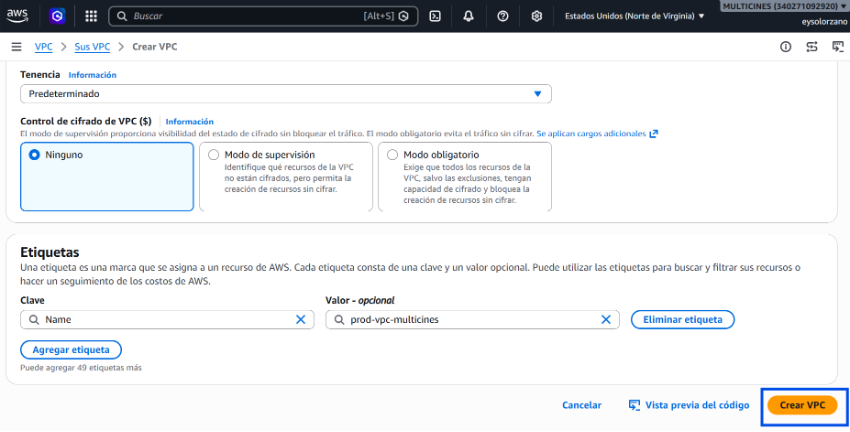 aws
Buscar
[Alt+S]
Estados Unidos (Norte de Virginia)
MULTICINES (340271092920)
eysolorzano
VPC > Sus VPC > Crear VPC
Tenencia Información
Predeterminado
Control de cifrado de VPC ($) Información
El modo de supervisión proporciona visibilidad del estado de cifrado sin bloquear el tráfico. El modo obligatorio evita el tráfico sin cifrar. Se aplican cargos adicionales
Ninguno
Modo de supervisión
Identifique qué recursos de la VPC
no están cifrados, pero permita la
creación de recursos sin cifrar.
Modo obligatorio
Exige que todos los recursos de la
VPC, salvo las exclusiones, tengan
capacidad de cifrado y bloquea la
creación de recursos sin cifrar.
Etiquetas
Una etiqueta es una marca que se asigna a un recurso de AWS. Cada etiqueta consta de una clave y un valor opcional. Puede utilizar las etiquetas para buscar y filtrar sus recursos o
hacer un seguimiento de los costos de AWS.
Clave
Valor - opcional
Name
prod-vpc-multicines
Eliminar etiqueta
Agregar etiqueta
Puede agregar 49 etiquetas más
Cancelar
Vista previa del código
Crear VPC